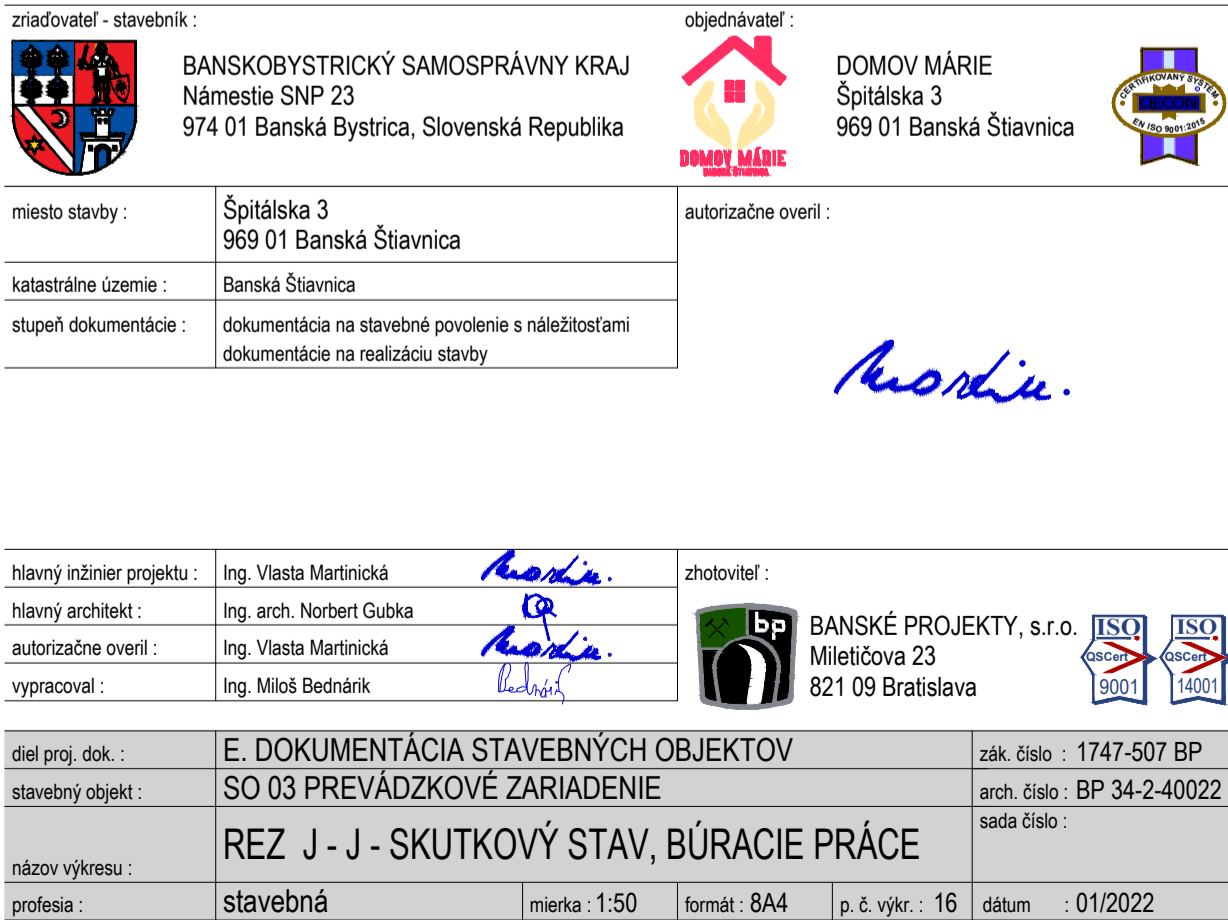 zriaďovateľ - stavebník :
BANSKOBYSTRICKÝ SAMOSPRÁVNY KRAJ
Námestie SNP 23
974 01 Banská Bystrica, Slovenská Republika
objednávateľ :
DOMOV MÁRIE
BANSKÁ ŠTIAVNICA
DOMOV MÁRIE
Špitálska 3
969 01 Banská Štiavnica
CERTIFIKOVANÝ SYSTÉM
QECON
EN ISO 9001:2015
miesto stavby :
Špitálska 3
969 01 Banská Štiavnica
katastrálne územie :
Banská Štiavnica
stupeň dokumentácie :
dokumentácia na stavebné povolenie s náležitosťami
dokumentácie na realizáciu stavby
autorizačne overil :
hlavný inžinier projektu : Ing. Vlasta Martinická
hlavný architekt : Ing. arch. Norbert Gubka
autorizačne overil : Ing. Vlasta Martinická
vypracoval : Ing. Miloš Bednárik Bednárik
zhotoviteľ :
bp
BANSKÉ PROJEKTY, s.r.o.
Miletičova 23
821 09 Bratislava
ISO
QSCert
9001
ISO
QSCert
14001
diel proj. dok. : E. DOKUMENTÁCIA STAVEBNÝCH OBJEKTOV zák. číslo : 1747-507 BP
stavebný objekt : SO 03 PREVÁDZKOVÉ ZARIADENIE arch. číslo : BP 34-2-40022
názov výkresu : REZ J - J - SKUTKOVÝ STAV, BÚRACIE PRÁCE sada číslo :
profesia : stavebná mierka : 1:50 formát : 8A4 p. č. výkr. : 16 dátum : 01/2022